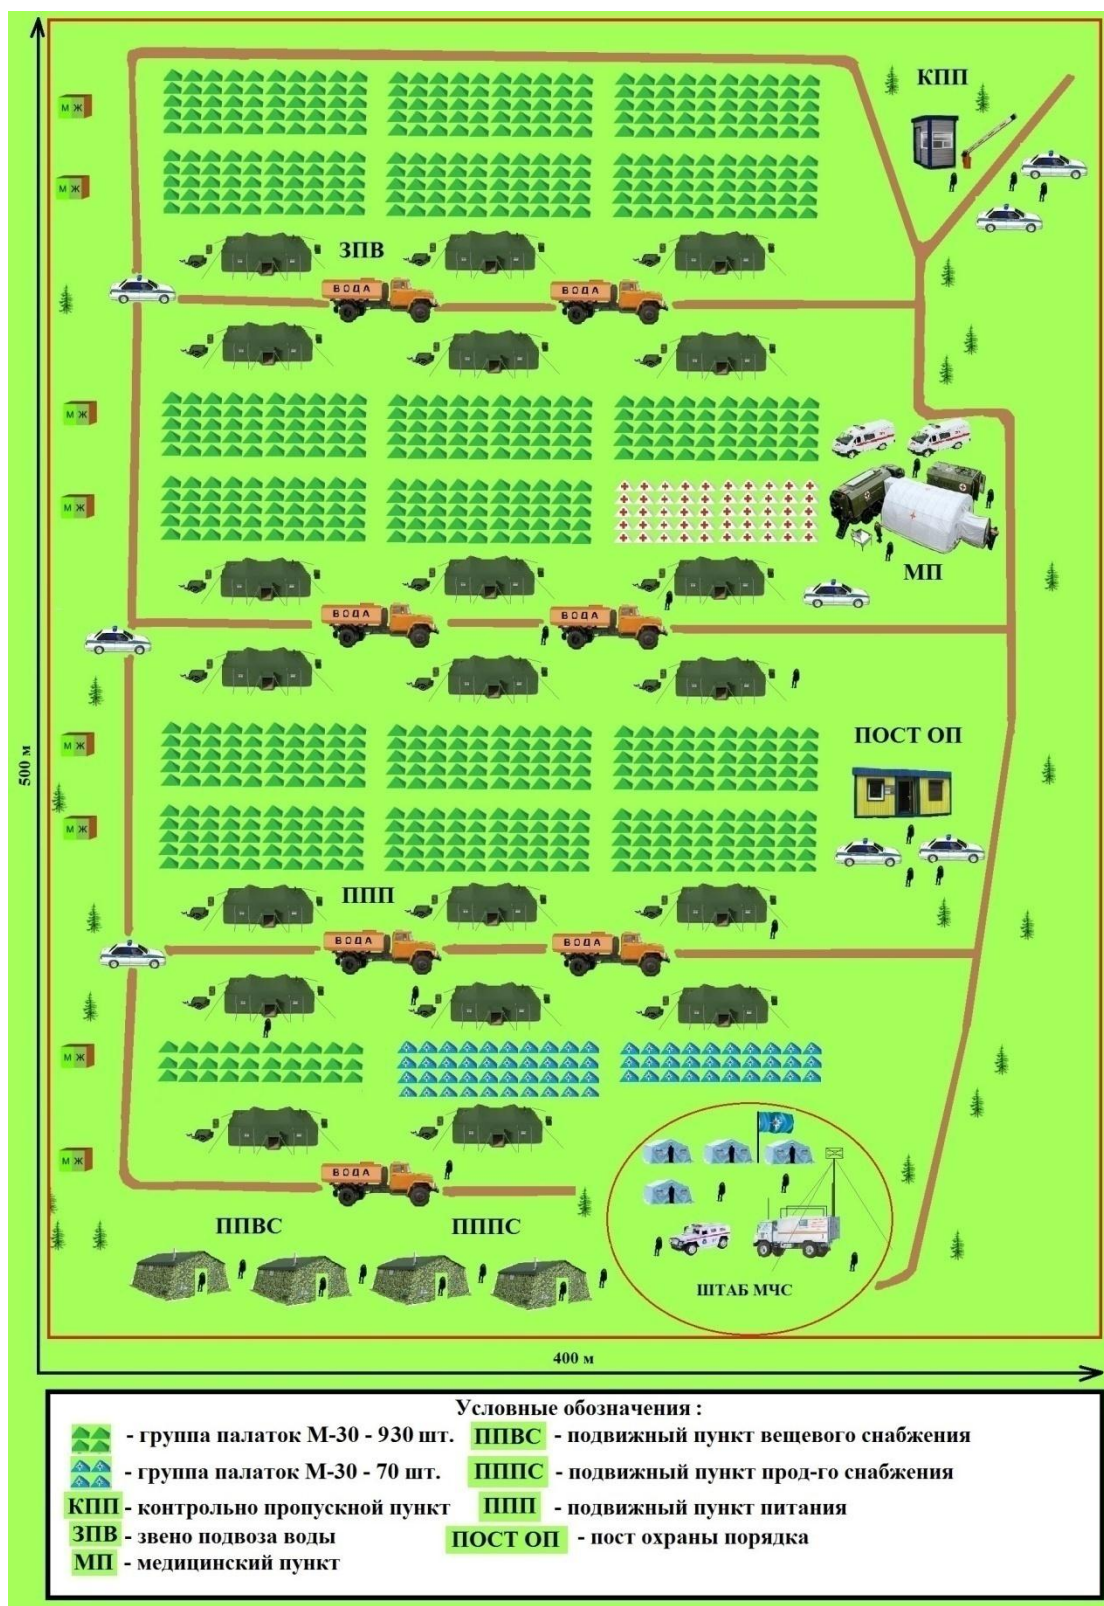 КПП
М Ж
М Ж
ЗПВ
ВОДА
ВОДА
М Ж
М Ж
МП
ВОДА
ВОДА
500 м
М Ж
ПОСТ ОП
М Ж
ППП
ВОДА
ВОДА
М Ж
М Ж
ВОДА
ППВС
ПППС
ШТАБ МЧС
400 м
Условные обозначения :
- группа палаток М-30 - 930 шт.
ППВС - подвижный пункт вещевого снабжения
- группа палаток М-30 - 70 шт.
ПППС - подвижный пункт прод-го снабжения
КПП - контрольно пропускной пункт
ППП - подвижный пункт питания
ЗПВ - звено подвоза воды
ПОСТ ОП - пост охраны порядка
МП - медицинский пункт